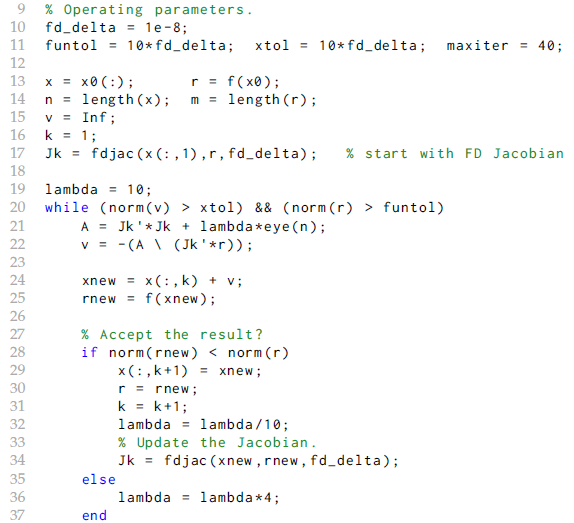 9 % Operating parameters.
10 fd_delta = 1e-8;
11 funtol = 10*fd_delta; xtol = 10*fd_delta; maxiter = 40;
12
13 x = x0(:); r = f(x0);
14 n = length(x); m = length(r);
15 v = Inf;
16 k = 1;
17 Jk = fdjac(x(:,1),r,fd_delta); % start with FD Jacobian
18
19 lambda = 10;
20 while (norm(v) > xtol) && (norm(r) > funtol)
21 A = Jk'*Jk + lambda*eye(n);
22 v = -(A \ (Jk'*r));
23
24 xnew = x(:,k) + v;
25 rnew = f(xnew);
26
27 % Accept the result?
28 if norm(rnew) < norm(r)
29 x(:,k+1) = xnew;
30 r = rnew;
31 k = k+1;
32 lambda = lambda/10;
33 % Update the Jacobian.
34 Jk = fdjac(xnew,rnew,fd_delta);
35 else
36 lambda = lambda*4;
37 end